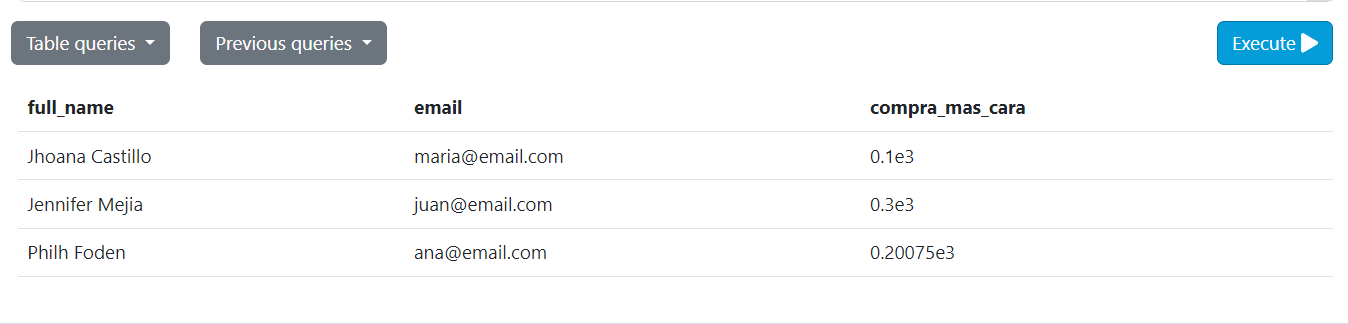 Table queries Previous queries Execute
full_name email compra_mas_cara
Jhoana Castillo maria@email.com 0.1e3
Jennifer Mejia juan@email.com 0.3e3
Philh Foden ana@email.com 0.20075e3